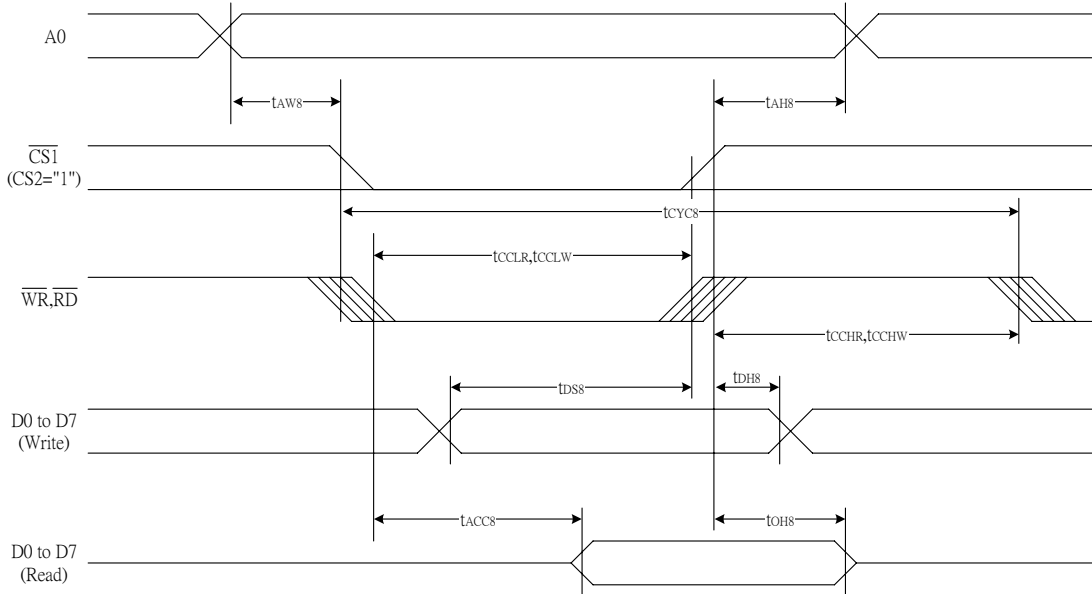 A0
tAW8
tAH8
CS1
(CS2="1")
tCYC8
tCCLR,tCCLW
WR,RD
tCCHR,tCCHW
tDS8
tDH8
D0 to D7
(Write)
tACC8
tOH8
D0 to D7
(Read)